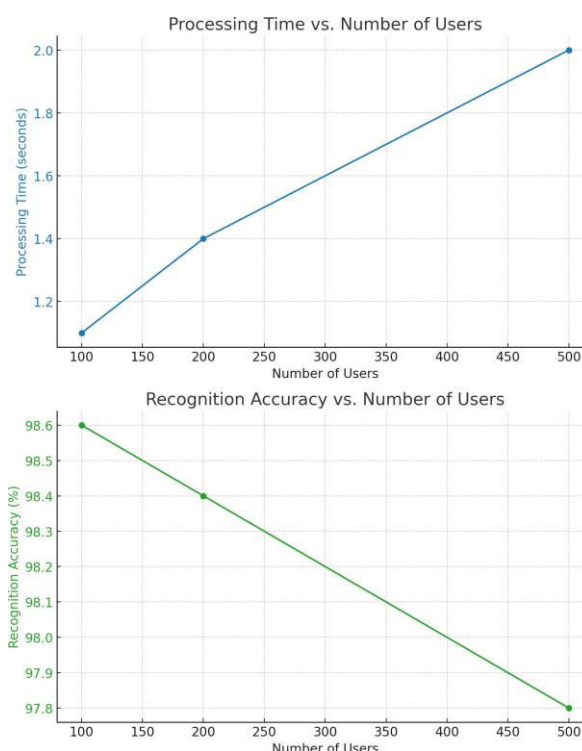 Processing Time vs. Number of Users
2.0
1.8
1.6
1.4
1.2
Processing Time (seconds)
100 150 200 250 300 350 400 450 500
Number of Users
Recognition Accuracy vs. Number of Users
98.6
98.5
98.4
98.3
98.2
98.1
98.0
97.9
97.8
Recognition Accuracy (%)
100 150 200 250 300 350 400 450 500
Number of Users